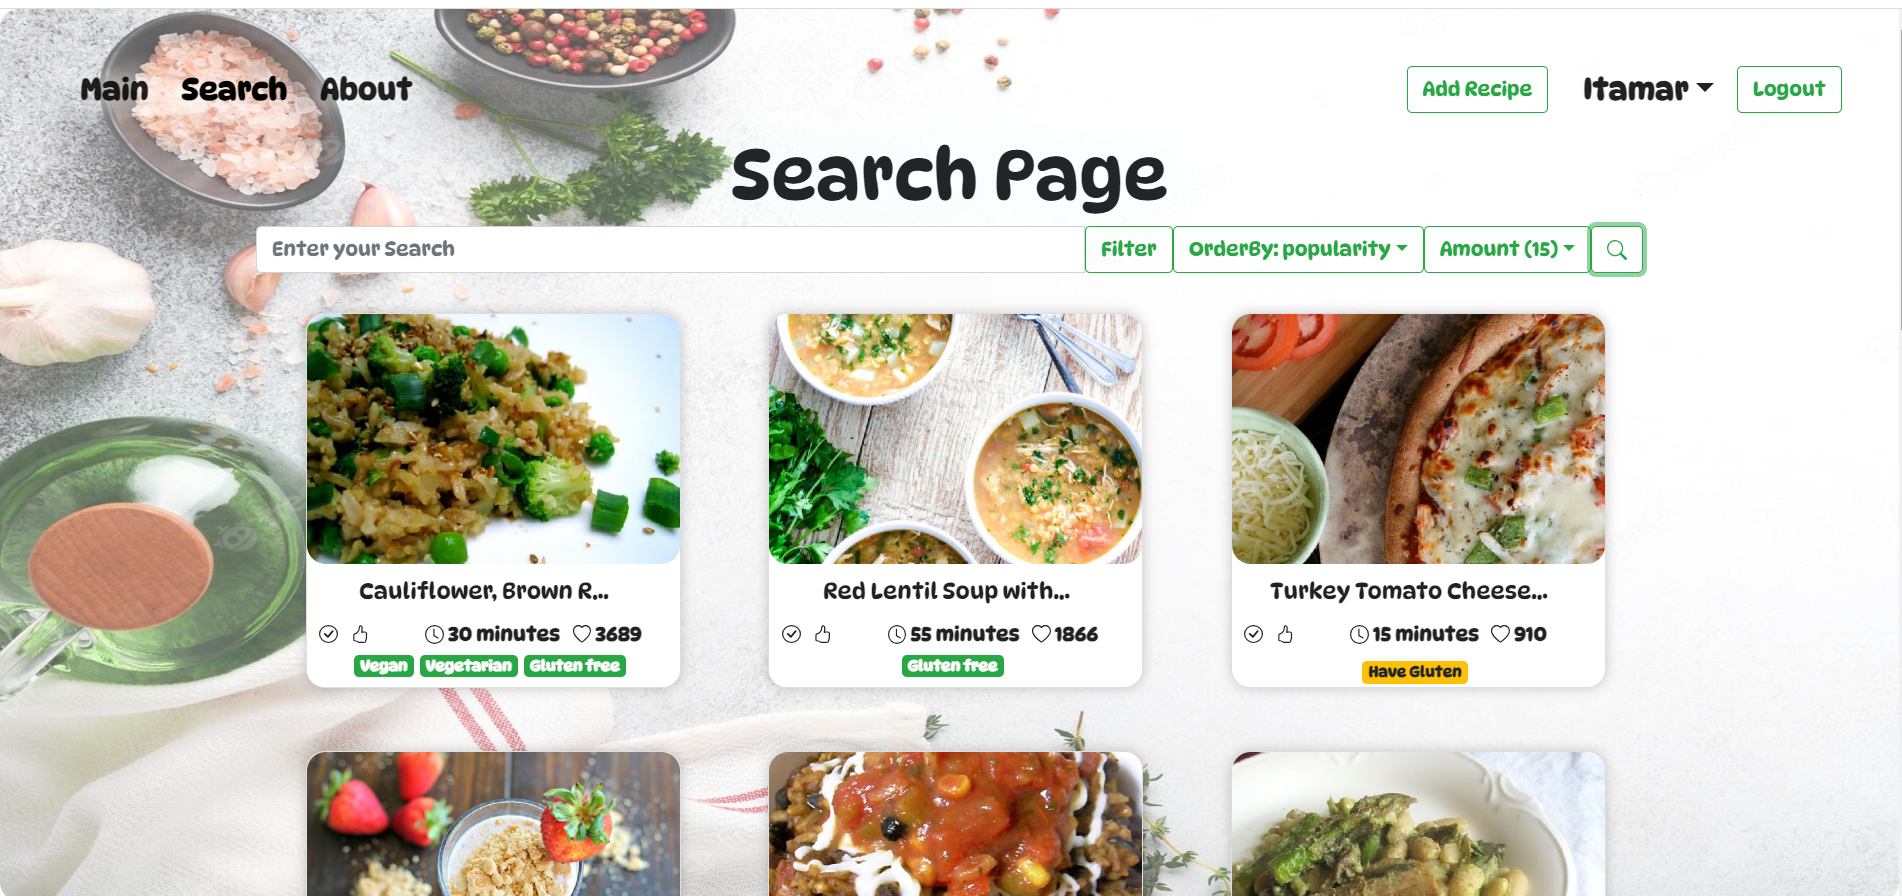 Main Search About Add Recipe Itamar Logout
Search Page
Enter your Search Filter OrderBy: popularity Amount (15)
Cauliflower, Brown R...
30 minutes 3689
Vegan Vegetarian Gluten free
Red Lentil Soup with...
55 minutes 1866
Gluten free
Turkey Tomato Cheese...
15 minutes 910
Have Gluten